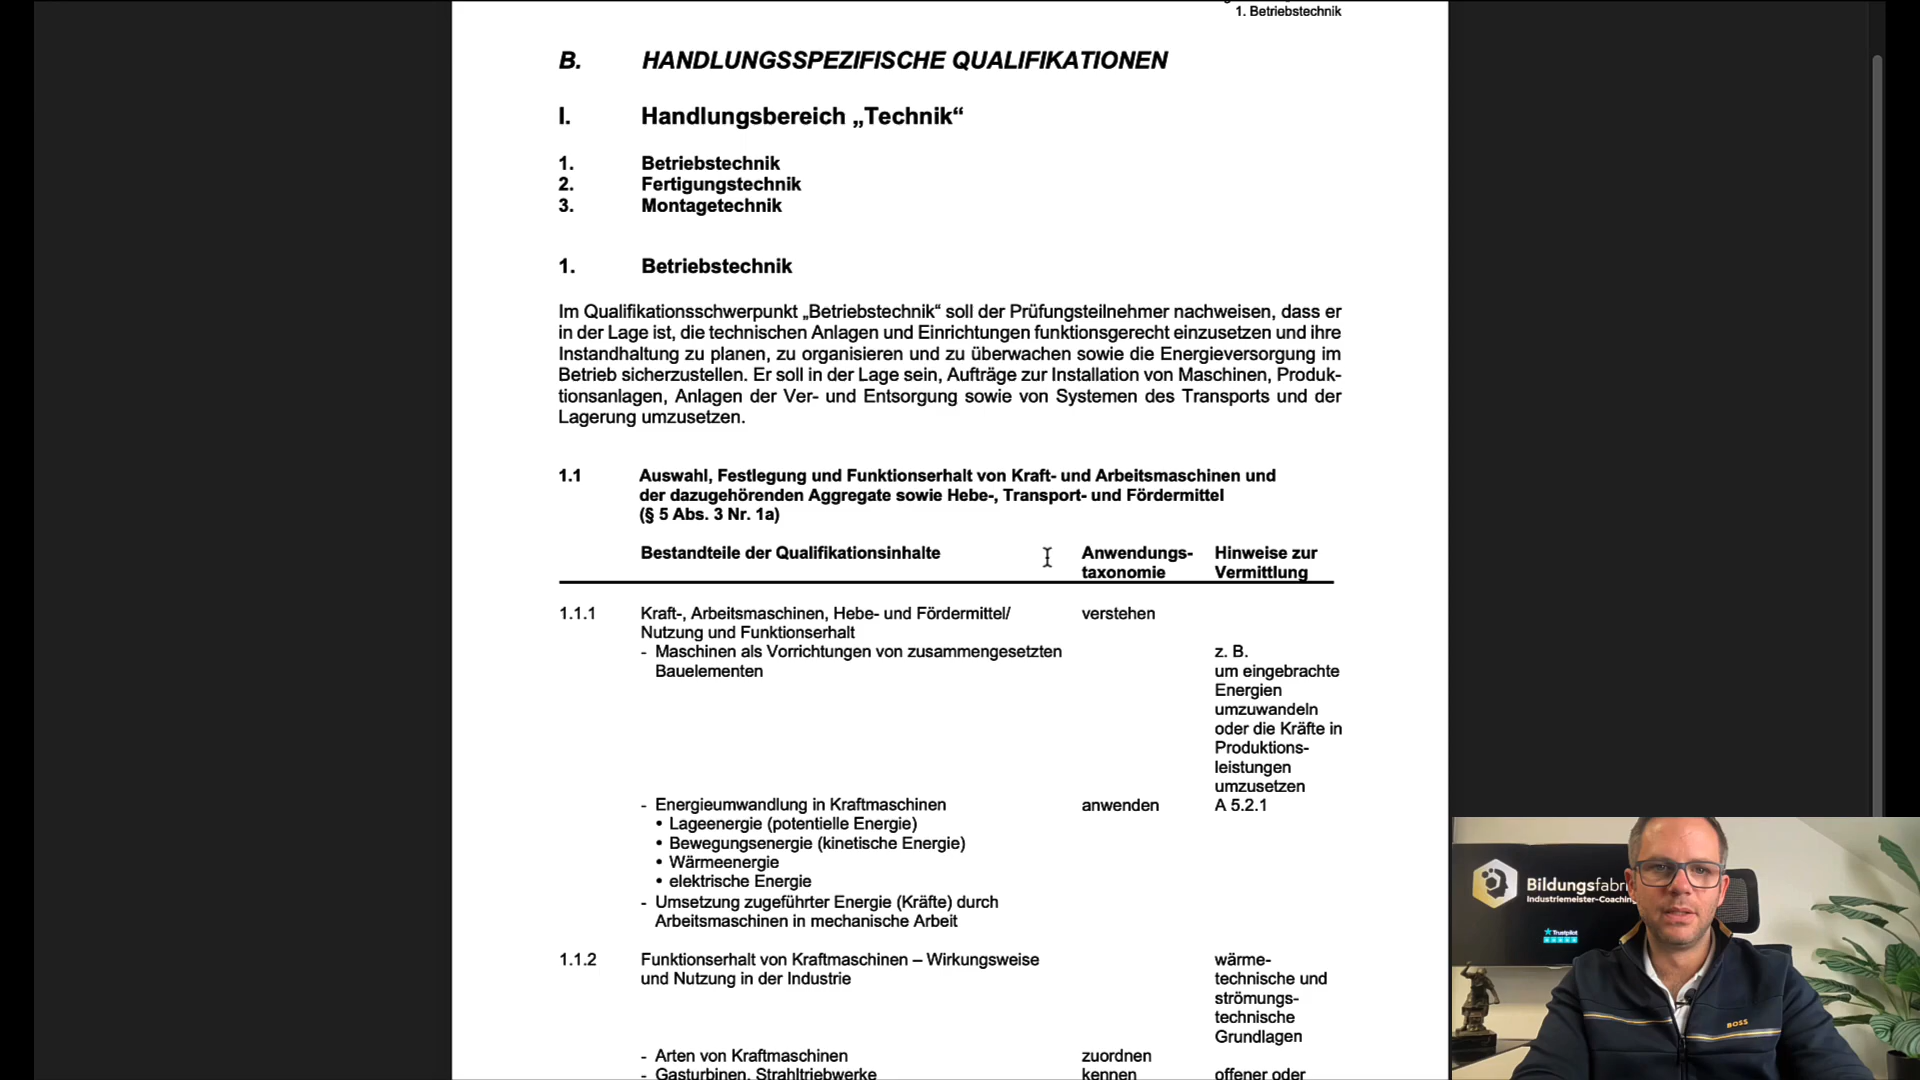 1. Betriebstechnik
B. HANDLUNGSSPEZIFISCHE QUALIFIKATIONEN
I. Handlungsbereich „Technik“
1. Betriebstechnik
2. Fertigungstechnik
3. Montagetechnik
1. Betriebstechnik
Im Qualifikationsschwerpunkt „Betriebstechnik“ soll der Prüfungsteilnehmer nachweisen, dass er
in der Lage ist, die technischen Anlagen und Einrichtungen funktionsgerecht einzusetzen und ihre
Instandhaltung zu planen, zu organisieren und zu überwachen sowie die Energieversorgung im
Betrieb sicherzustellen. Er soll in der Lage sein, Aufträge zur Installation von Maschinen, Produk-
tionsanlagen, Anlagen der Ver- und Entsorgung sowie von Systemen des Transports und der
Lagerung umzusetzen.
1.1 Auswahl, Festlegung und Funktionserhalt von Kraft- und Arbeitsmaschinen und
der dazugehörenden Aggregate sowie Hebe-, Transport- und Fördermittel
(§ 5 Abs. 3 Nr. 1a)
Bestandteile der Qualifikationsinhalte Anwendungs- Hinweise zur
taxonomie Vermittlung
1.1.1 Kraft-, Arbeitsmaschinen, Hebe- und Fördermittel/ verstehen
Nutzung und Funktionserhalt
- Maschinen als Vorrichtungen von zusammengesetzten z. B.
Bauelementen um eingebrachte
Energien
umzuwandeln
oder die Kräfte in
Produktions-
leistungen
umzusetzen
- Energieumwandlung in Kraftmaschinen anwenden A 5.2.1
• Lageenergie (potentielle Energie)
• Bewegungsenergie (kinetische Energie)
• Wärmeenergie
• elektrische Energie
- Umsetzung zugeführter Energie (Kräfte) durch
Arbeitsmaschinen in mechanische Arbeit
1.1.2 Funktionserhalt von Kraftmaschinen – Wirkungsweise wärme-
und Nutzung in der Industrie technische und
strömungs-
technische
Grundlagen
- Arten von Kraftmaschinen zuordnen
- Gasturbinen, Strahltriebwerke kennen offener oder
Bildungsfabri
Industriemeister-Coaching
Trustpilot
BOSS